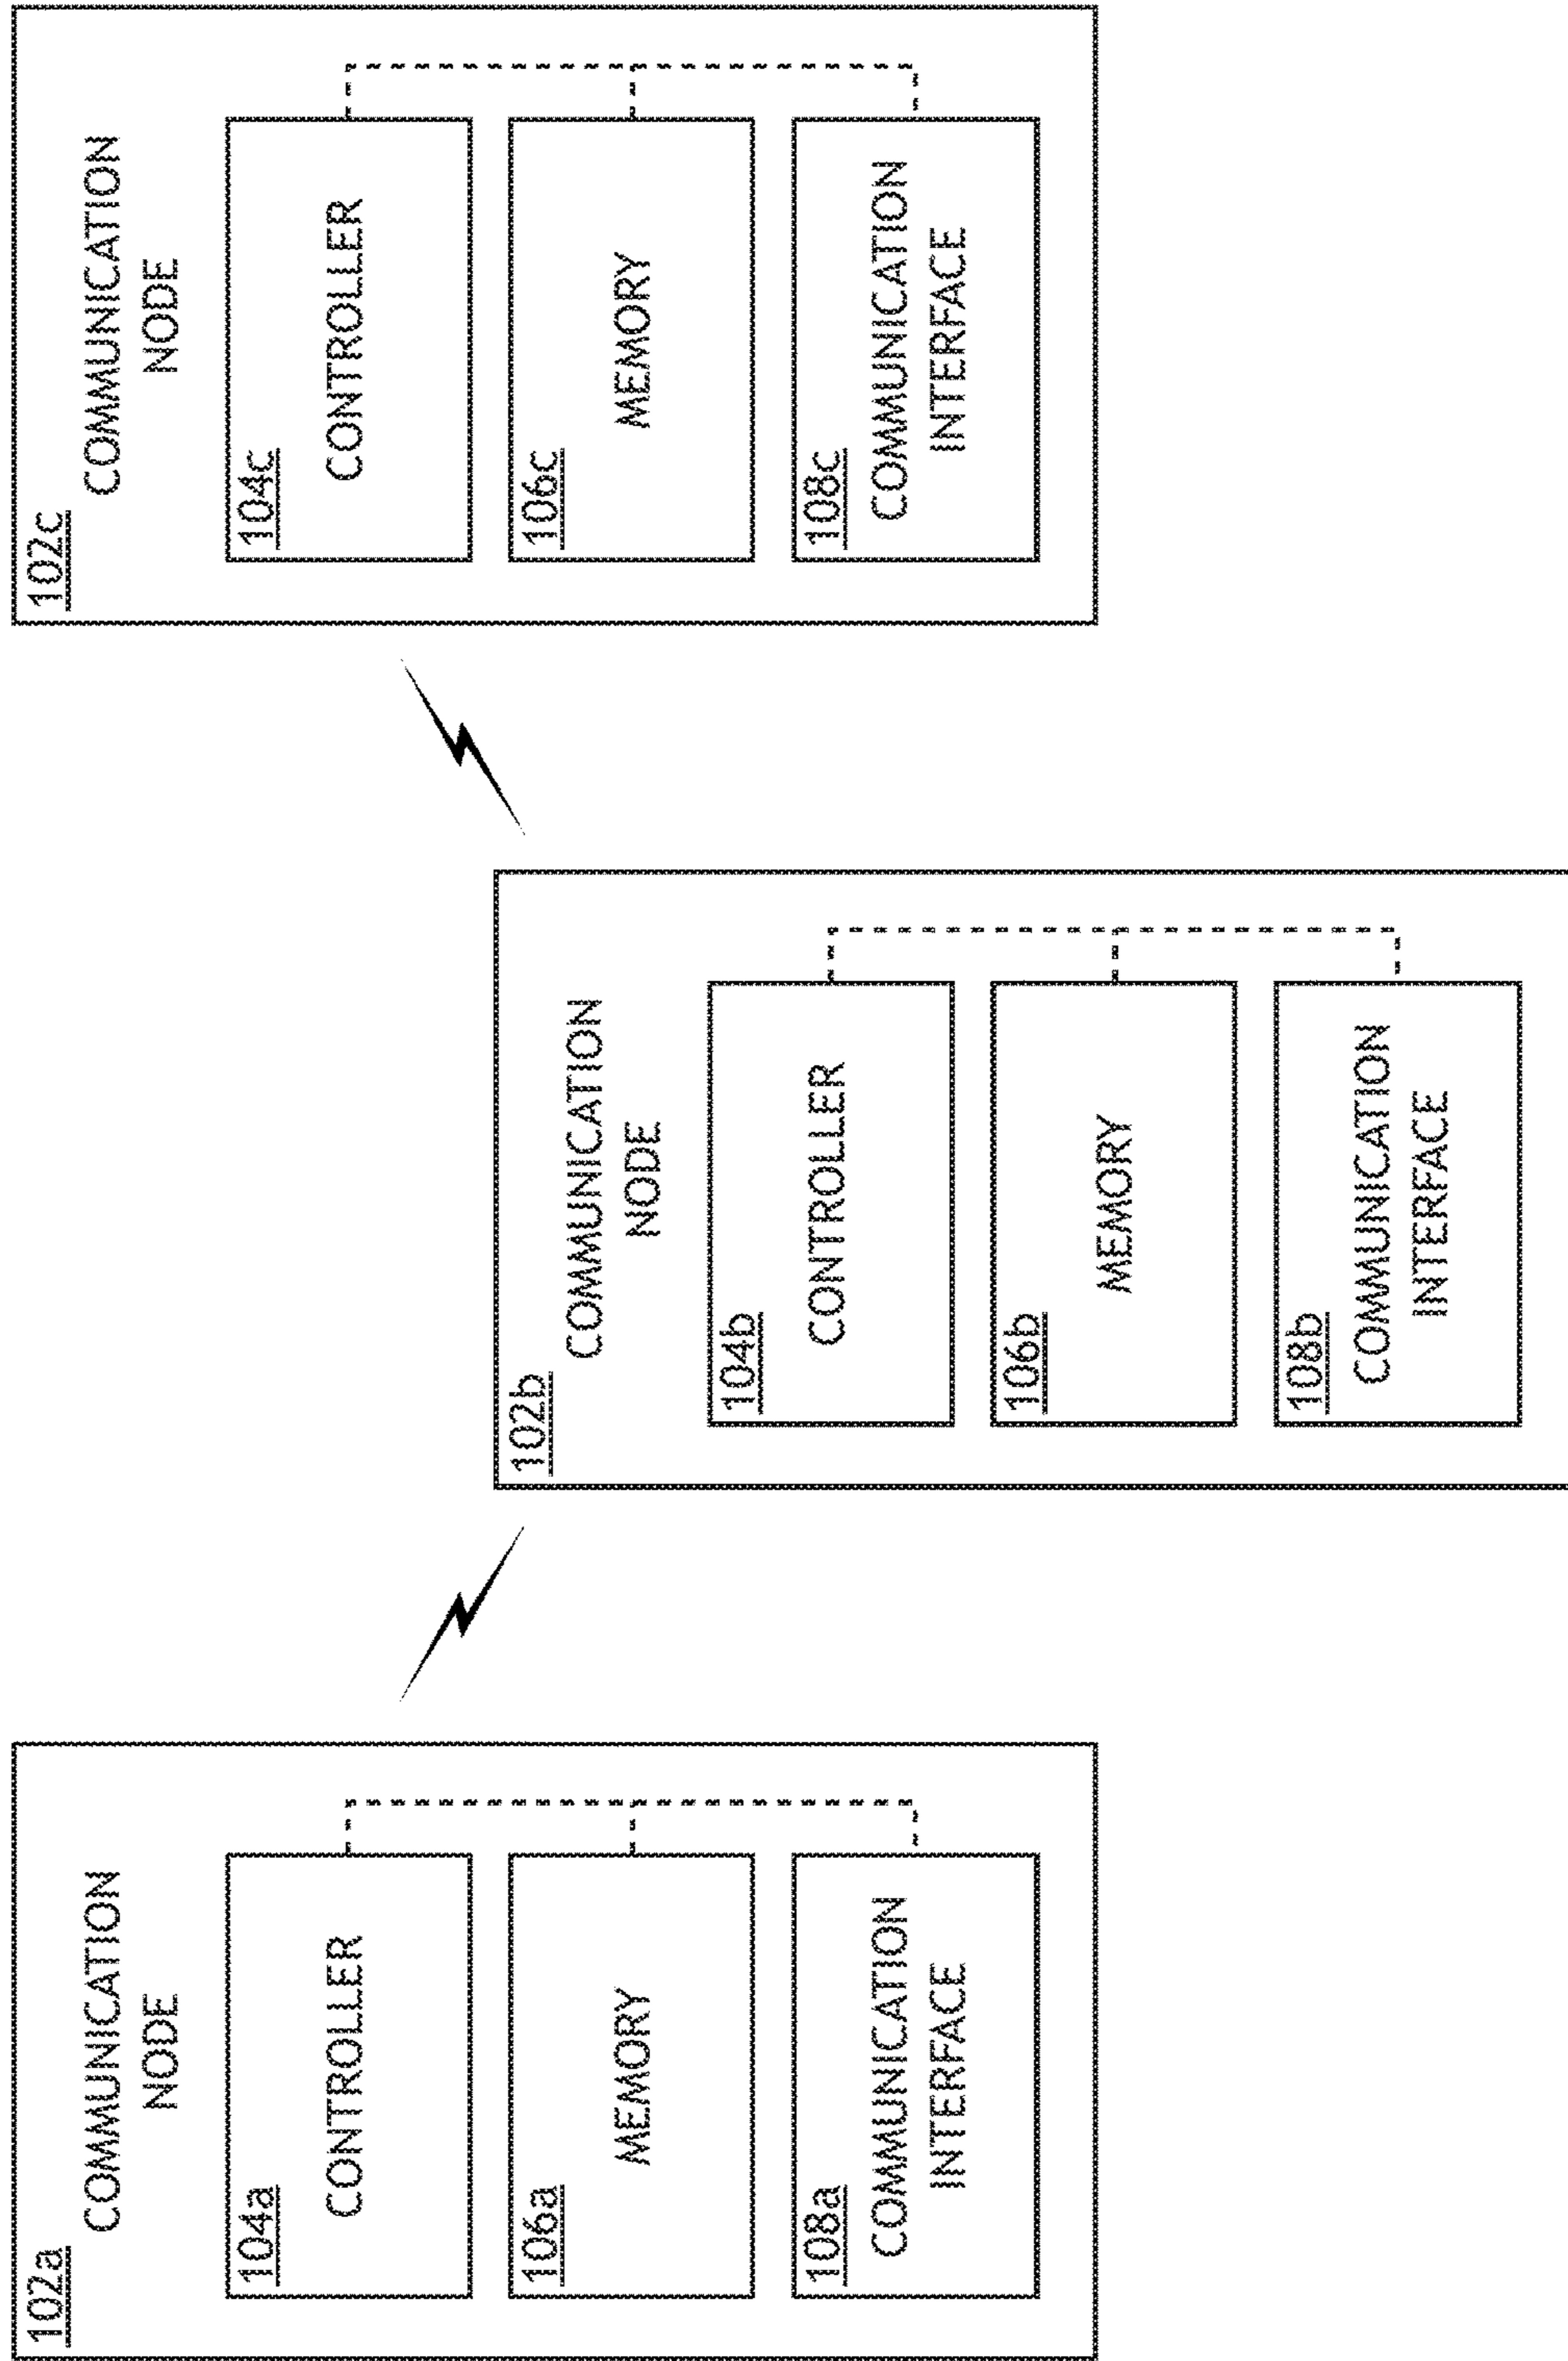 102a
COMMUNICATION
NODE
104a
CONTROLLER
106a
MEMORY
108a
COMMUNICATION
INTERFACE
102b
COMMUNICATION
NODE
104b
CONTROLLER
106b
MEMORY
108b
COMMUNICATION
INTERFACE
102c
COMMUNICATION
NODE
104c
CONTROLLER
106c
MEMORY
108c
COMMUNICATION
INTERFACE